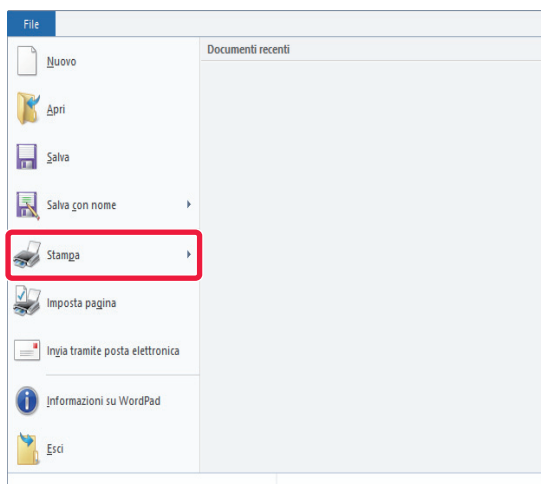 File
Documenti recenti
Nuovo
Apri
Salva
Salva con nome
Stampa
Imposta pagina
Invia tramite posta elettronica
Informazioni su WordPad
Esci